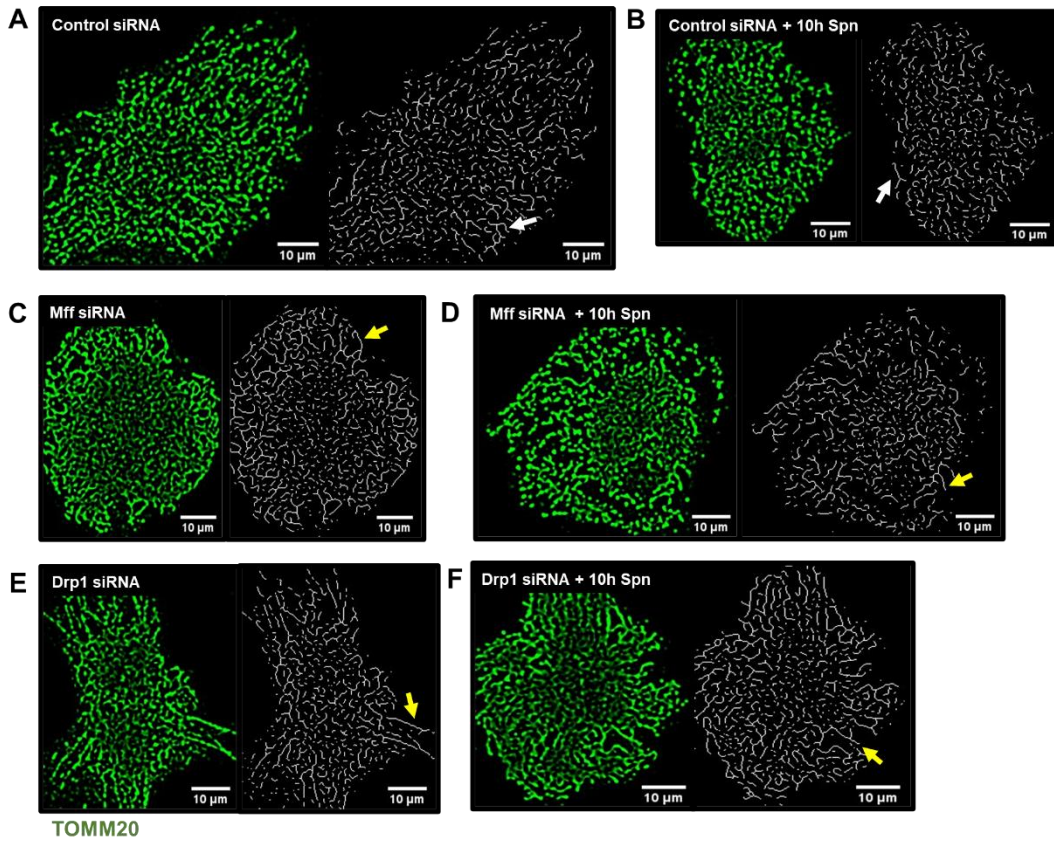 A
Control siRNA
10 µm
10 µm
B
Control siRNA + 10h Spn
10 µm
10 µm
C
Mff siRNA
10 µm
10 µm
D
Mff siRNA + 10h Spn
10 µm
10 µm
E
Drp1 siRNA
10 µm
10 µm
F
Drp1 siRNA + 10h Spn
10 µm
10 µm
TOMM20